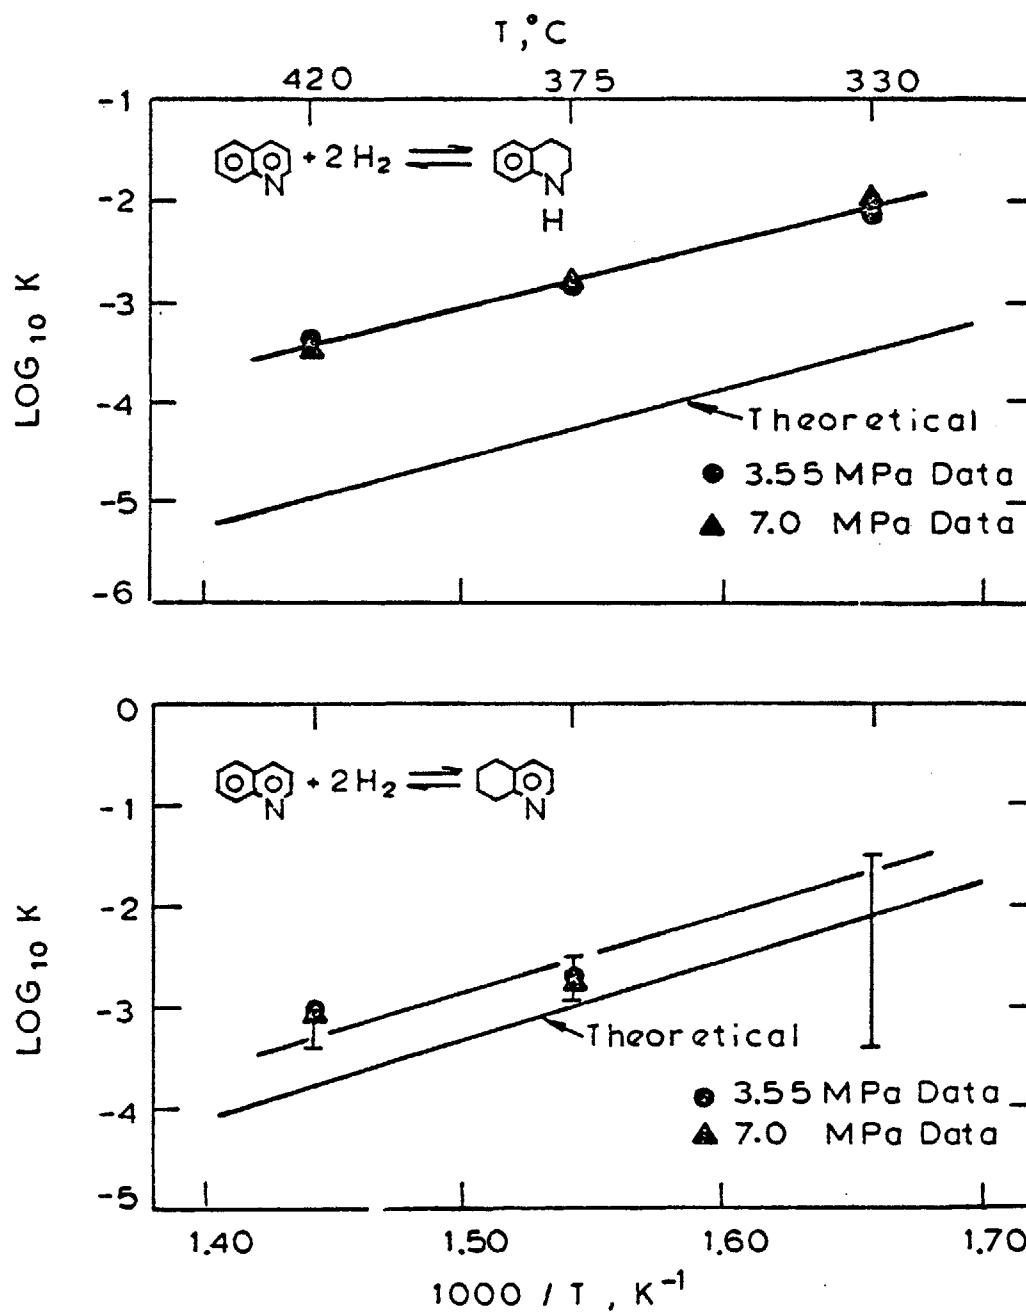 T, °C
420 375 330
-1
-2
-3
-4
-5
-6
LOG10 K
N + 2 H2
N
H
Theoretical
3.55 MPa Data
7.0 MPa Data
0
-1
-2
-3
-4
-5
LOG10 K
N + 2 H2
N
Theoretical
3.55 MPa Data
7.0 MPa Data
1.40 1.50 1.60 1.70
1000 / T, K-1